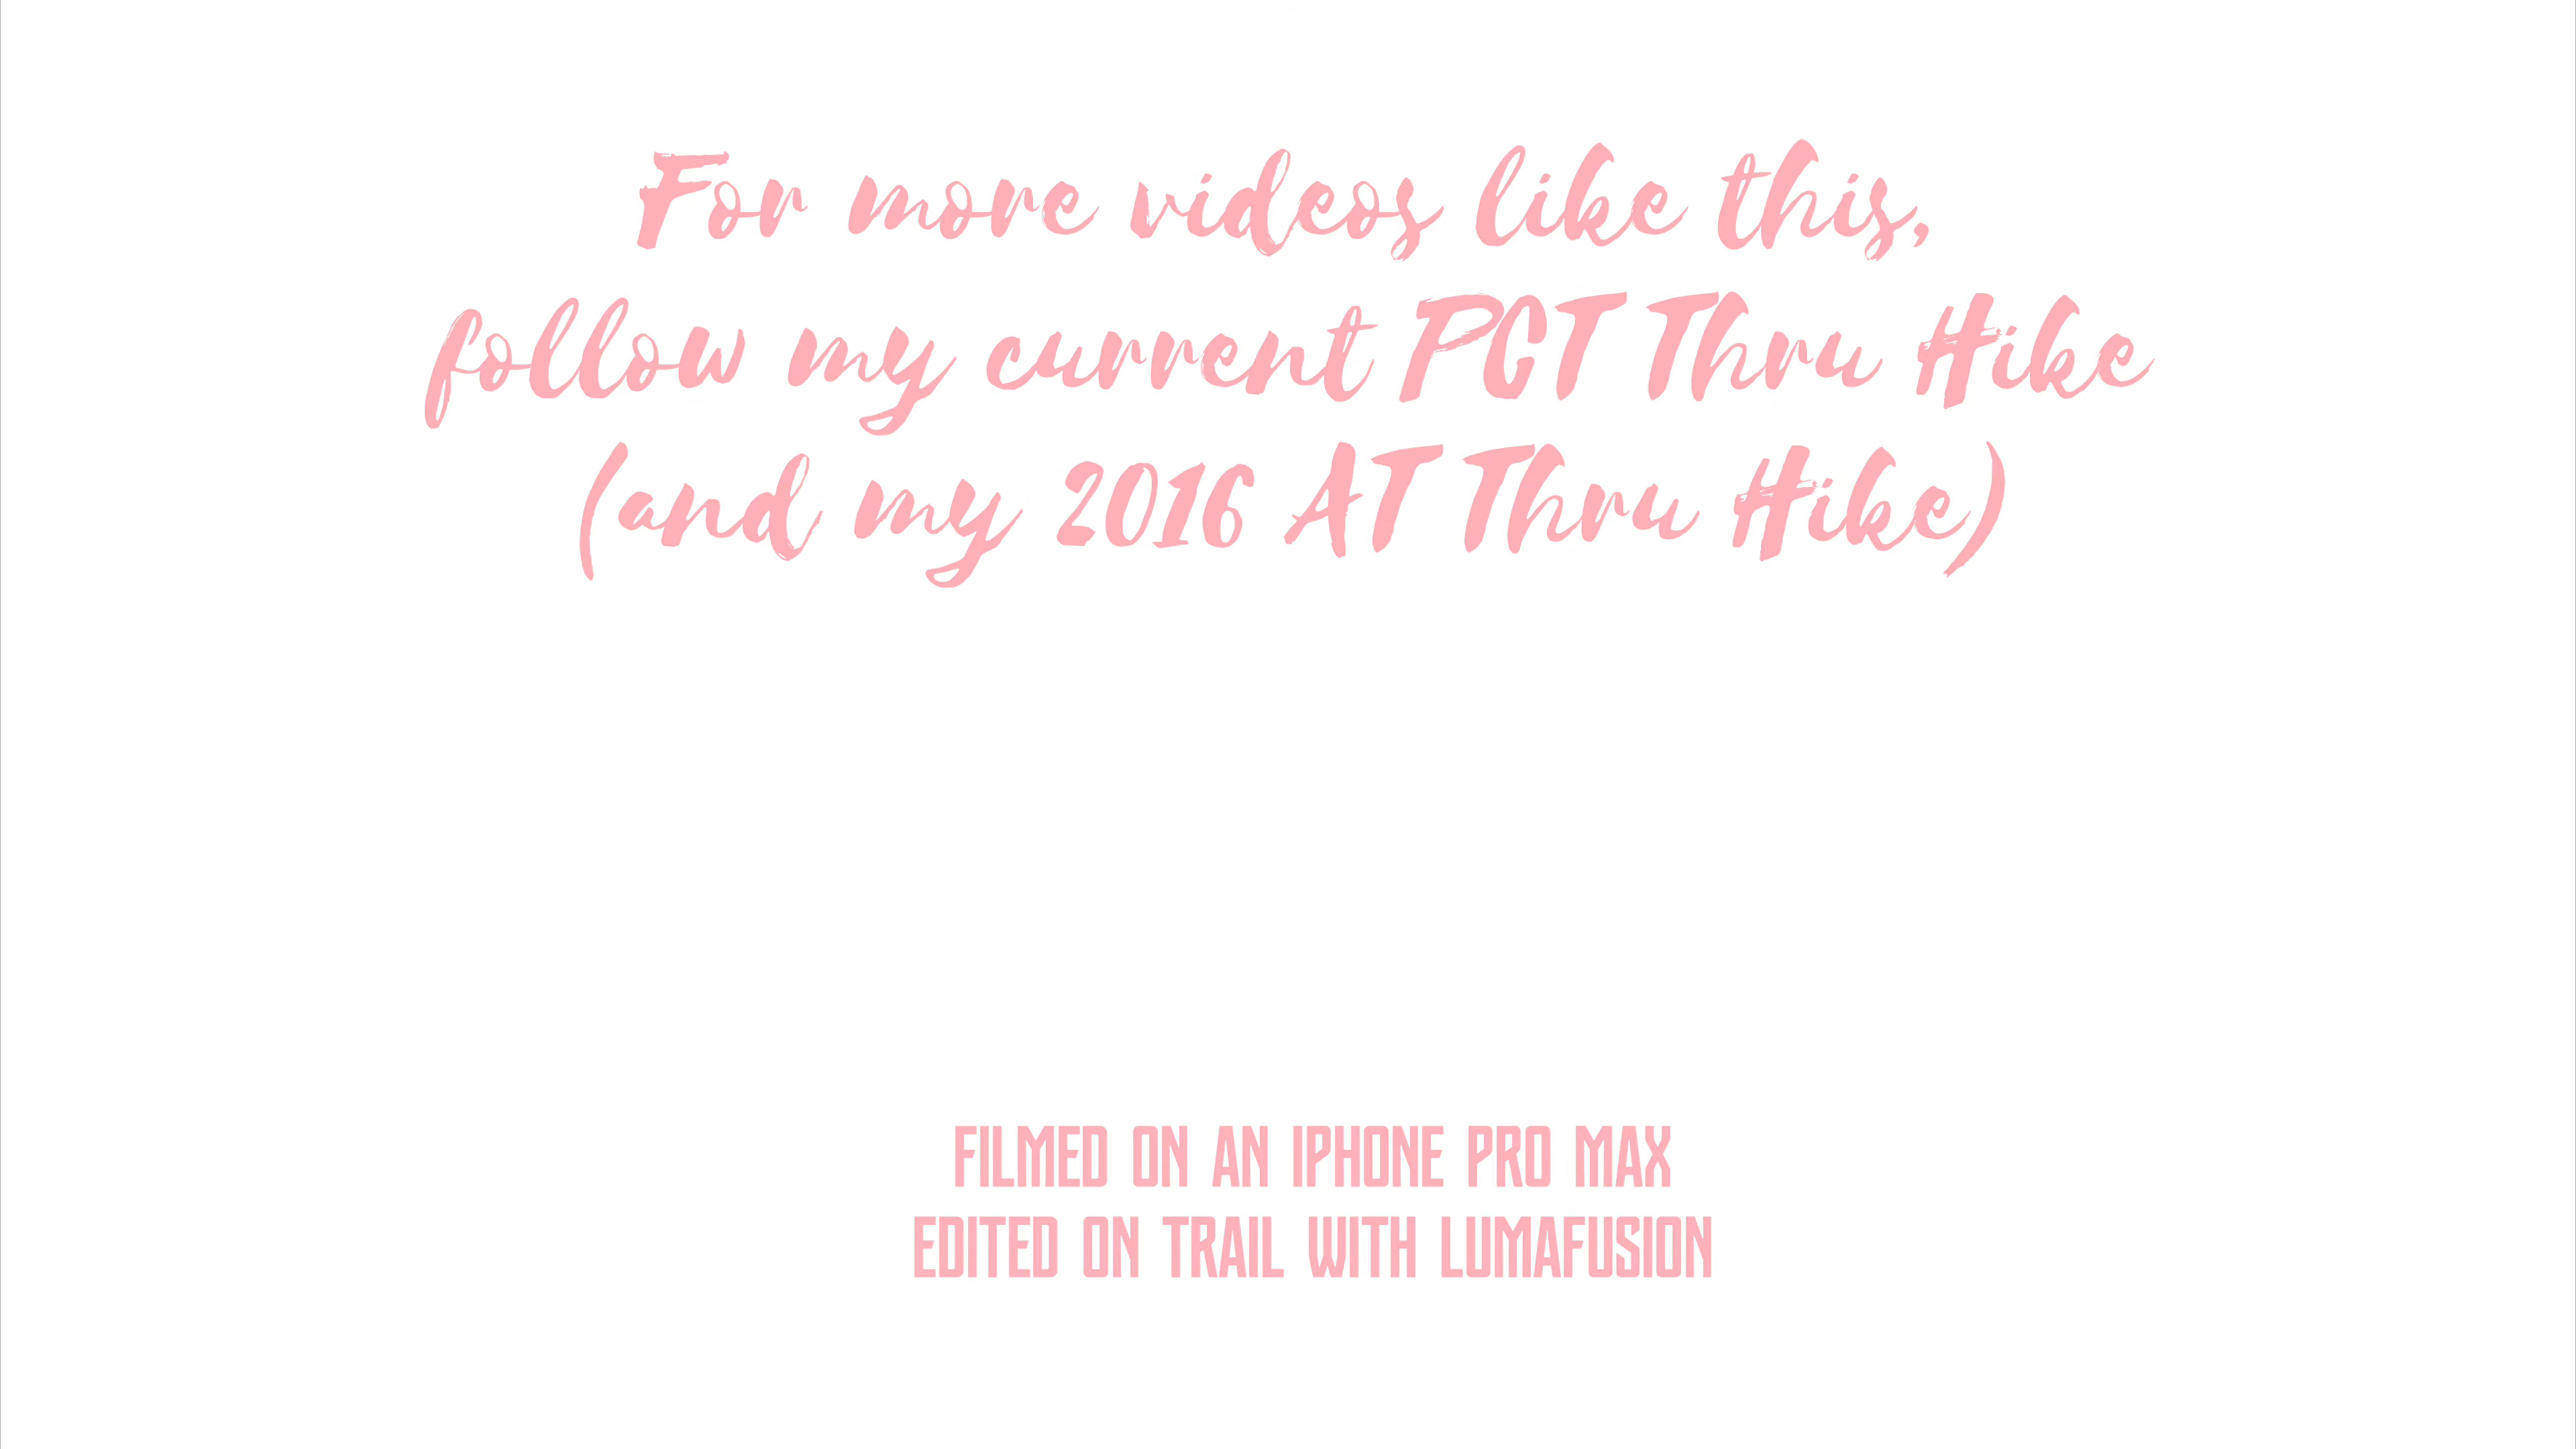 For more videos like this,
follow my current PCT Thru Hike
(and my 2016 AT Thru Hike)
FILMED ON AN IPHONE PRO MAX
EDITED ON TRAIL WITH LUMAFUSION